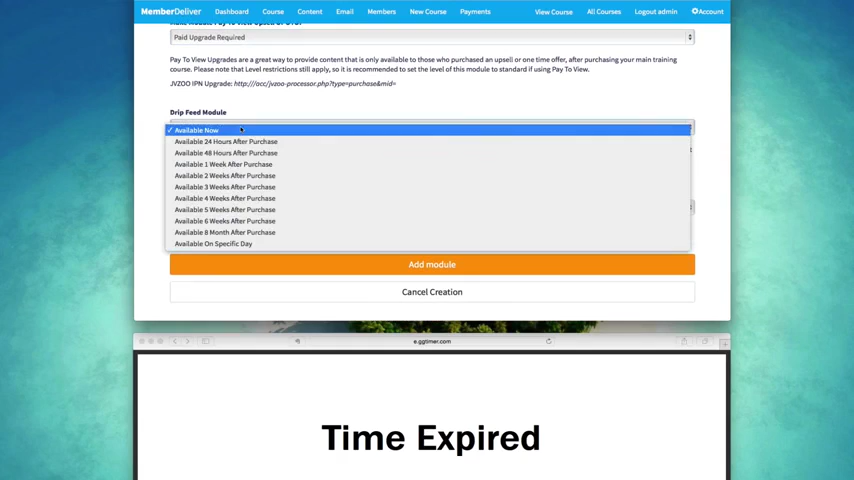 MemberDeliver Dashboard Course Content Email Members New Course Payments View Course All Courses Logout admin Account
Paid Upgrade Required
Pay To View Upgrades are a great way to provide content that is only available to those who purchased an upsell or one time offer, after purchasing your main training
course. Please note that Level restrictions still apply, so it is recommended to set the level of this module to standard if using Pay To View.
JVZOO IPN Upgrade: http://acc/jvzoo-processor.php?type=purchase&mid=
Drip Feed Module
✓ Available Now
Available 24 Hours After Purchase
Available 48 Hours After Purchase
Available 1 Week After Purchase
Available 2 Weeks After Purchase
Available 3 Weeks After Purchase
Available 4 Weeks After Purchase
Available 5 Weeks After Purchase
Available 6 Weeks After Purchase
Available 8 Month After Purchase
Available On Specific Day
Add module
Cancel Creation
e.ggtimer.com
Time Expired